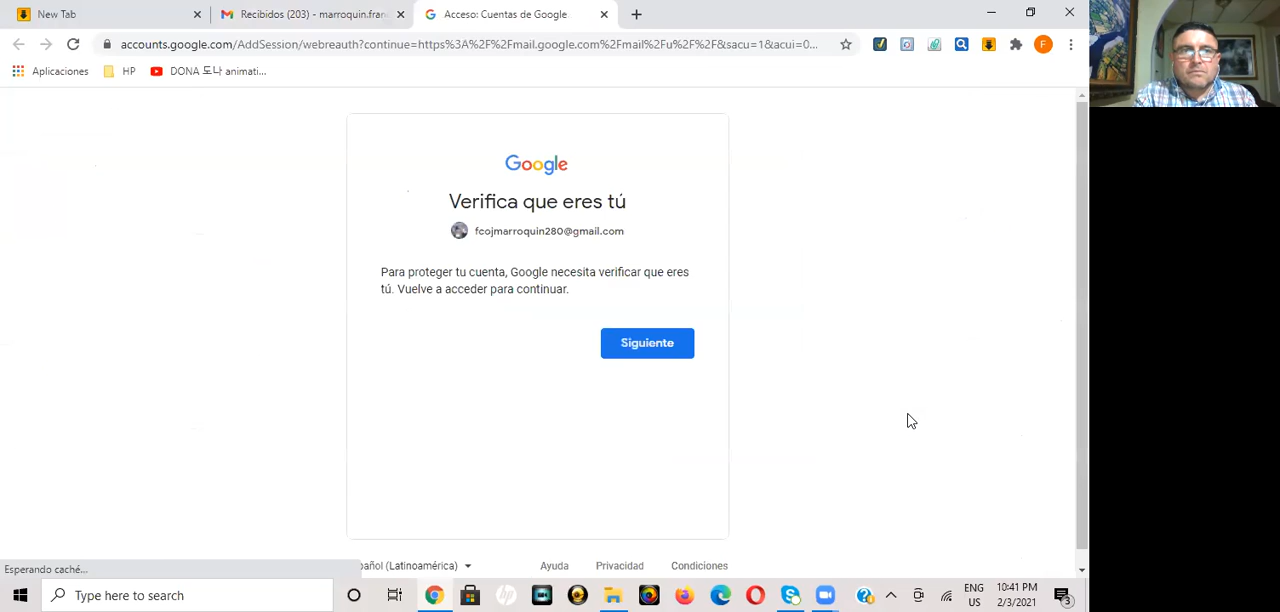 New Tab
Recibidos (203) - marroquin.fran
Acceso: Cuentas de Google
accounts.google.com/AddSession/webreauth?continue=https%3A%2F%2Fmail.google.com%2Fmail%2Fu%2F%2F&sacu=1&acui=0...
F
Aplicaciones
HP
DONA 도나 animati...
Google
Verifica que eres tú
fcojmarroquin280@gmail.com
Para proteger tu cuenta, Google necesita verificar que eres
tú. Vuelve a acceder para continuar.
Siguiente
Esperando caché...
pañol (Latinoamérica)
Ayuda
Privacidad
Condiciones
Type here to search
ENG
US
10:41 PM
2/3/2021
3